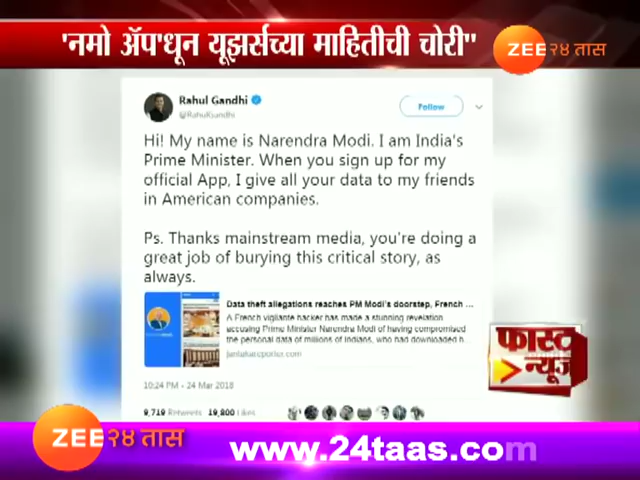 'नमो ॲप'धून यूझर्सच्या माहितीची चोरी"
ZEE २४ तास
Rahul Gandhi
@RahulGandhi
Follow
Hi! My name is Narendra Modi. I am India's
Prime Minister. When you sign up for my
official App, I give all your data to my friends
in American companies.
Ps. Thanks mainstream media, you're doing a
great job of burying this critical story, as
always.
Data theft allegations reaches PM Modi's doorstep, French ...
A French vigilante hacker has made a stunning revelation
accusing Prime Minister Narendra Modi of having compromised
the personal data of millions of Indians, who had downloaded h...
jantakareporter.com
10:24 PM - 24 Mar 2018
9,719 Retweets 19,800 Likes
फास्ट
न्यूज
ZEE २४ तास
www.24taas.com